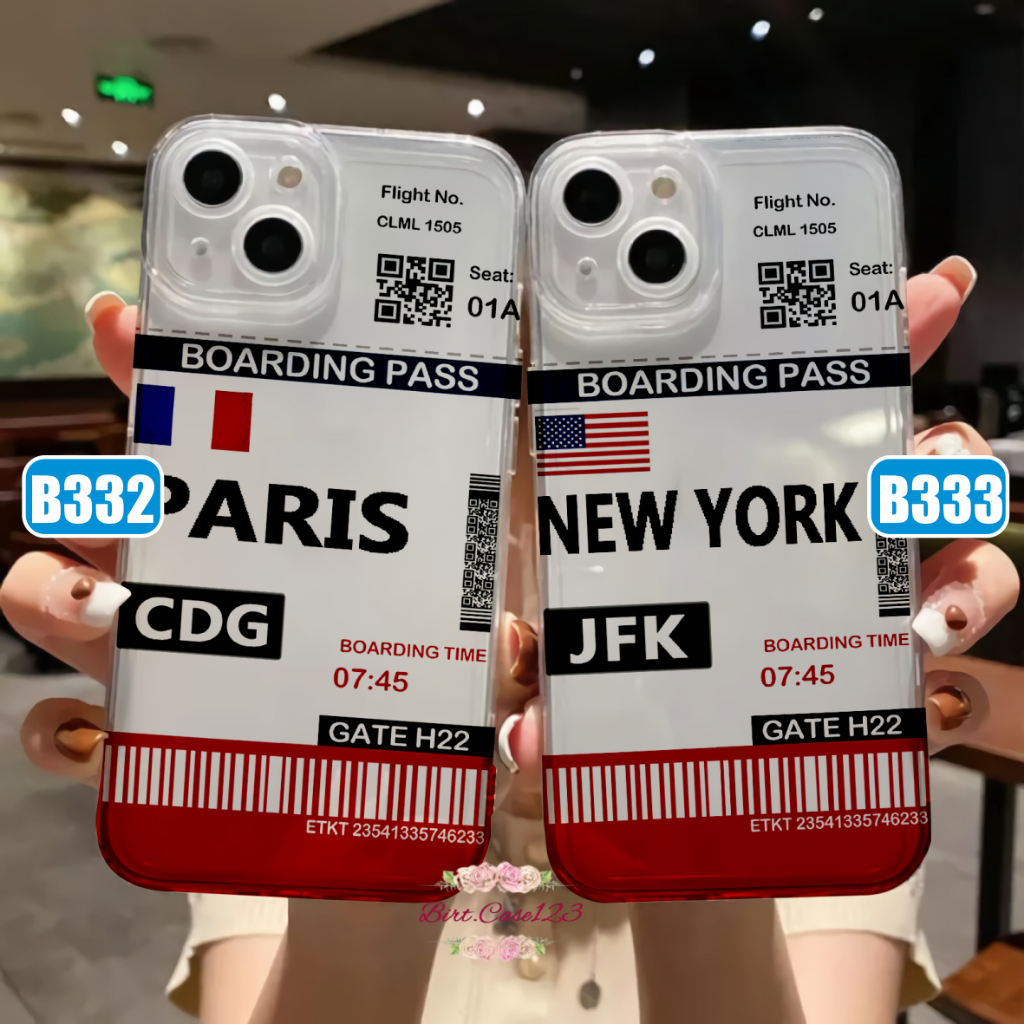 Flight No.
CLML 1505
Seat:
01A
BOARDING PASS
B332
PARIS
CDG
BOARDING TIME
07:45
GATE H22
ETKT 23541335746233
Flight No.
CLML 1505
Seat:
01A
BOARDING PASS
NEW YORK
B333
JFK
BOARDING TIME
07:45
GATE H22
ETKT 23541335746233
Birt.Case123